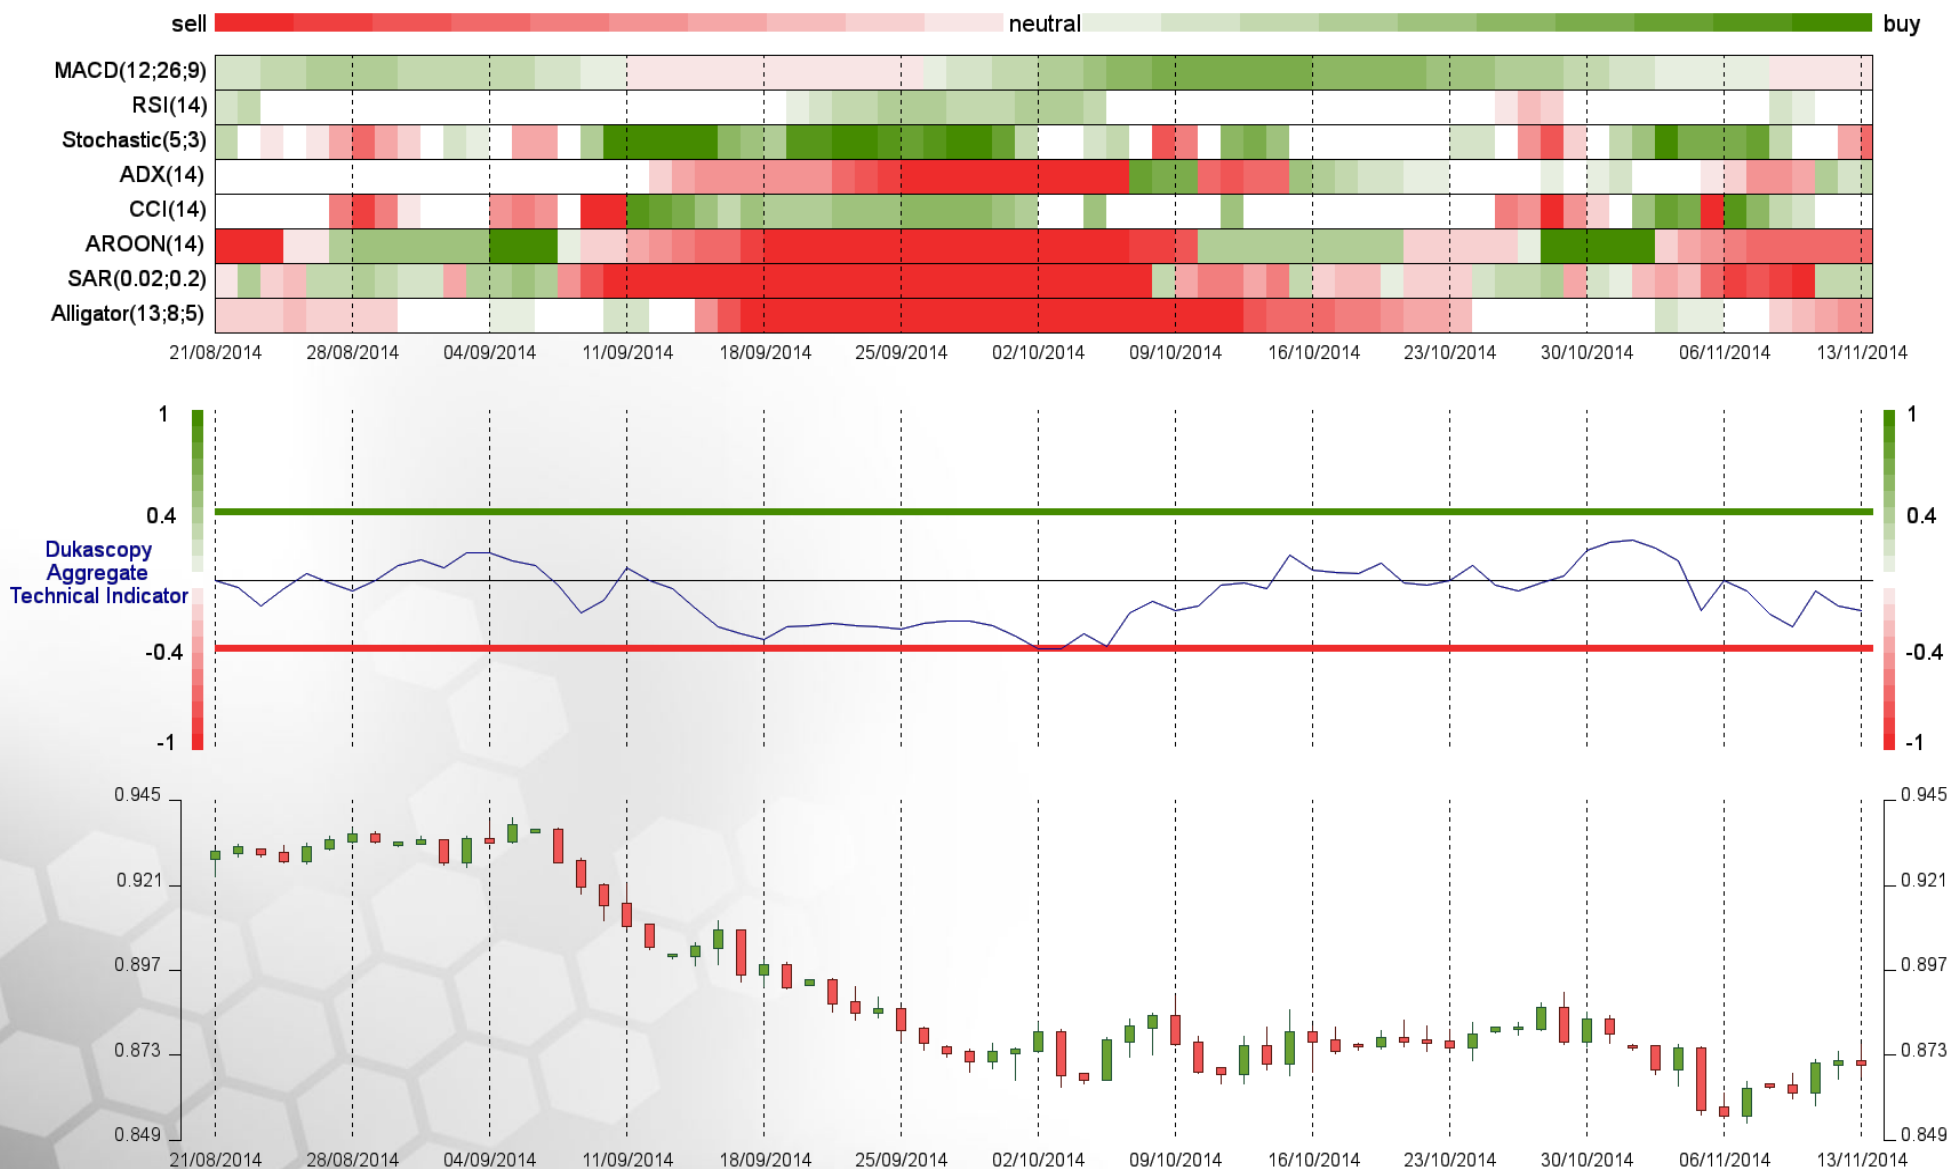 sell neutral buy
MACD(12;26;9)
RSI(14)
Stochastic(5;3)
ADX(14)
CCI(14)
AROON(14)
SAR(0.02;0.2)
Alligator(13;8;5)
21/08/2014 28/08/2014 04/09/2014 11/09/2014 18/09/2014 25/09/2014 02/10/2014 09/10/2014 16/10/2014 23/10/2014 30/10/2014 06/11/2014 13/11/2014
1 1
0.4 0.4
Dukascopy
Aggregate
Technical Indicator
-0.4 -0.4
-1 -1
0.945 0.945
0.921 0.921
0.897 0.897
0.873 0.873
0.849 0.849
21/08/2014 28/08/2014 04/09/2014 11/09/2014 18/09/2014 25/09/2014 02/10/2014 09/10/2014 16/10/2014 23/10/2014 30/10/2014 06/11/2014 13/11/2014